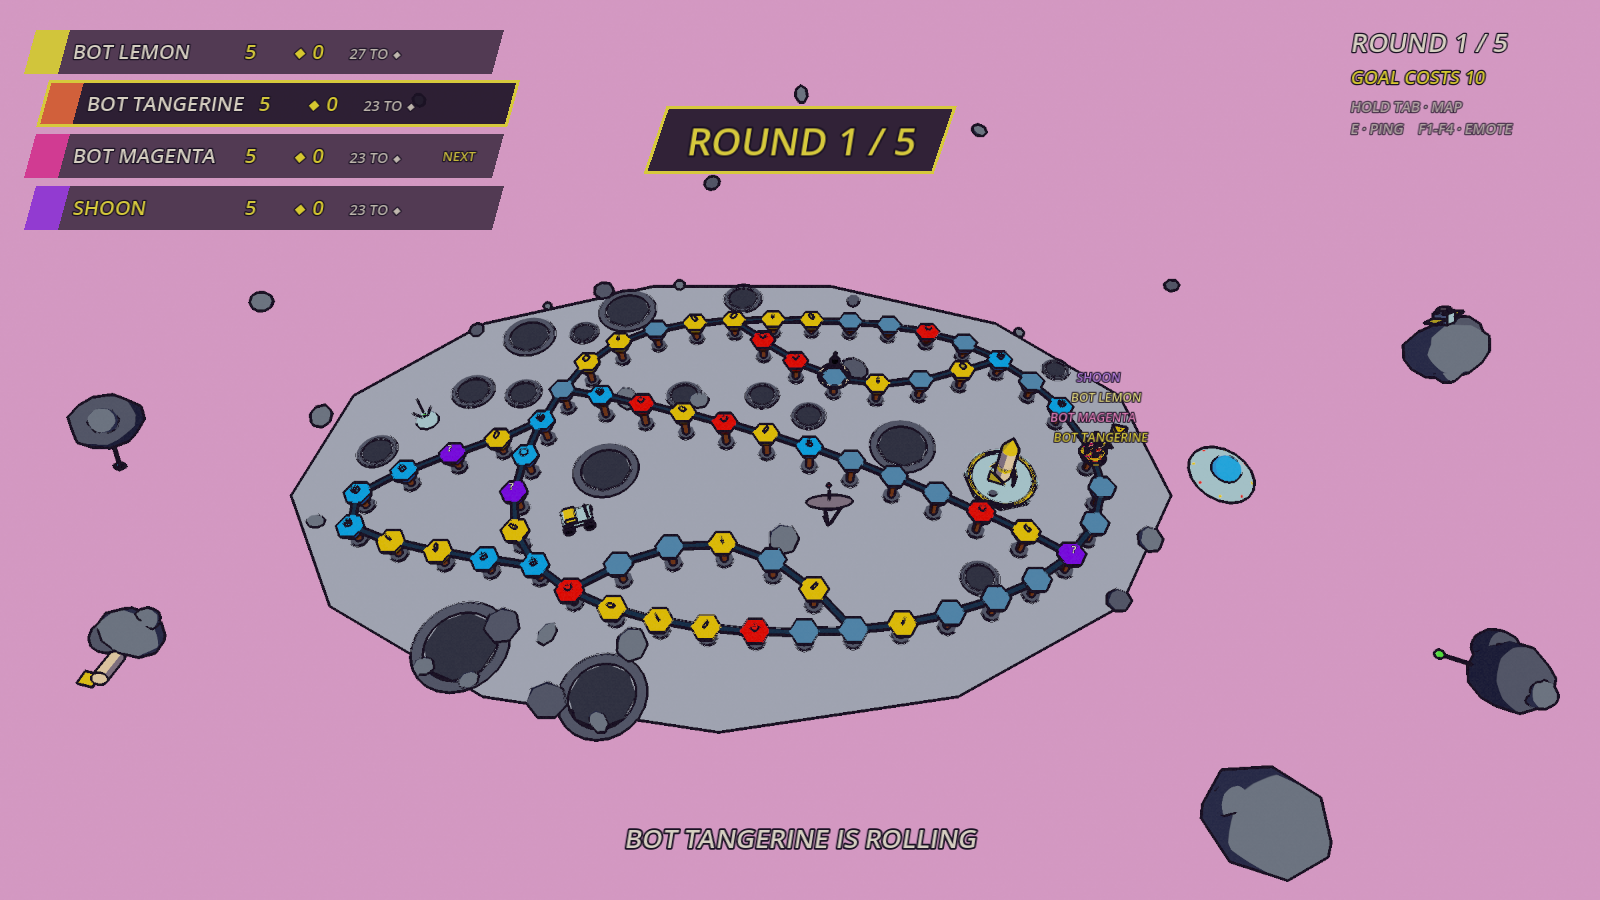 BOT LEMON 5 ◆ 0 27 TO ◆
BOT TANGERINE 5 ◆ 0 23 TO ◆
BOT MAGENTA 5 ◆ 0 23 TO ◆ NEXT
SHOON 5 ◆ 0 23 TO ◆
ROUND 1 / 5
ROUND 1 / 5
GOAL COSTS 10
HOLD TAB · MAP
E · PING F1-F4 · EMOTE
SHOON
BOT LEMON
BOT MAGENTA
BOT TANGERINE
?
?
?
BOT TANGERINE IS ROLLING